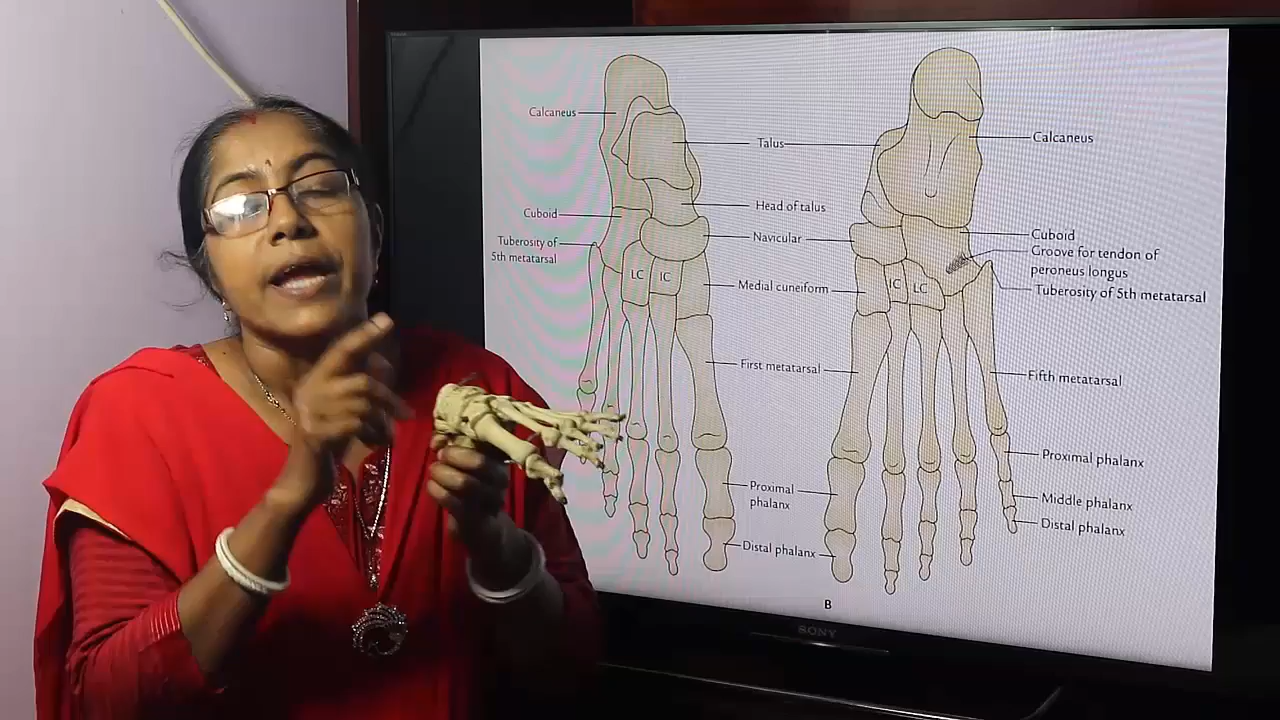 Calcaneus
Talus
Calcaneus
Head of talus
Cuboid
Cuboid
Tuberosity of
5th metatarsal
Navicular
Groove for tendon of
peroneus longus
LC
IC
Medial cuneiform
IC
LC
Tuberosity of 5th metatarsal
First metatarsal
Fifth metatarsal
Proximal phalanx
Proximal
phalanx
Middle phalanx
Distal phalanx
Distal phalanx
B
SONY